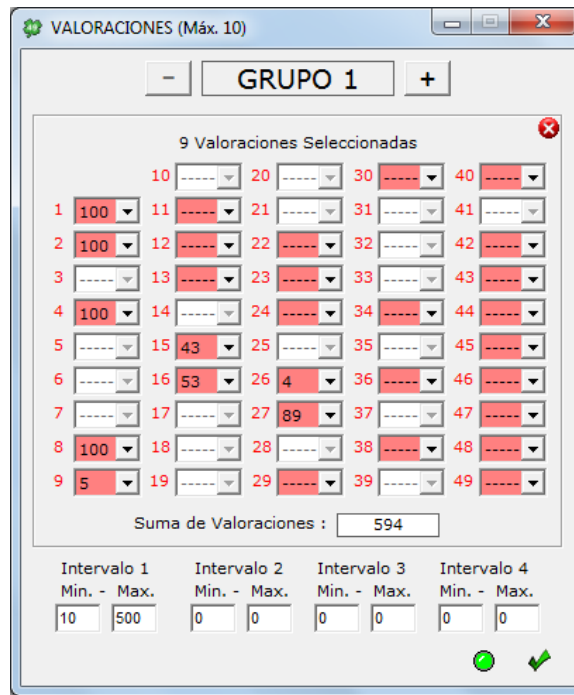 VALORACIONES (Máx. 10)
- GRUPO 1 +
9 Valoraciones Seleccionadas
10 ----- 20 ----- 30 ----- 40 -----
1 100 11 ----- 21 ----- 31 ----- 41 -----
2 100 12 ----- 22 ----- 32 ----- 42 -----
3 ----- 13 ----- 23 ----- 33 ----- 43 -----
4 100 14 ----- 24 ----- 34 ----- 44 -----
5 ----- 15 43 25 ----- 35 ----- 45 -----
6 ----- 16 53 26 4 36 ----- 46 -----
7 ----- 17 ----- 27 89 37 ----- 47 -----
8 100 18 ----- 28 ----- 38 ----- 48 -----
9 5 19 ----- 29 ----- 39 ----- 49 -----
Suma de Valoraciones : 594
Intervalo 1 Intervalo 2 Intervalo 3 Intervalo 4
Min. - Max. Min. - Max. Min. - Max. Min. - Max.
10 500 0 0 0 0 0 0